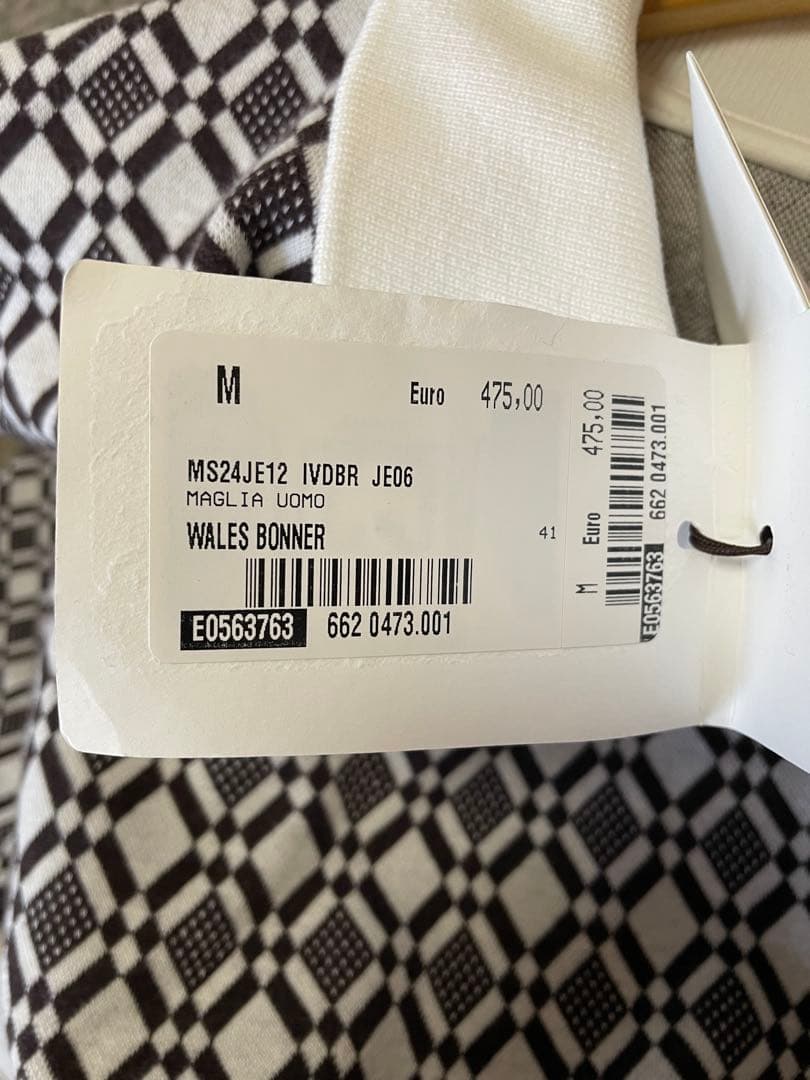 M Euro 475,00
MS24JE12 IVDBR JE06
MAGLIA UOMO
WALES BONNER 41
E0563763 662 0473.001
M Euro 475,00
E0563763 662 0473.001